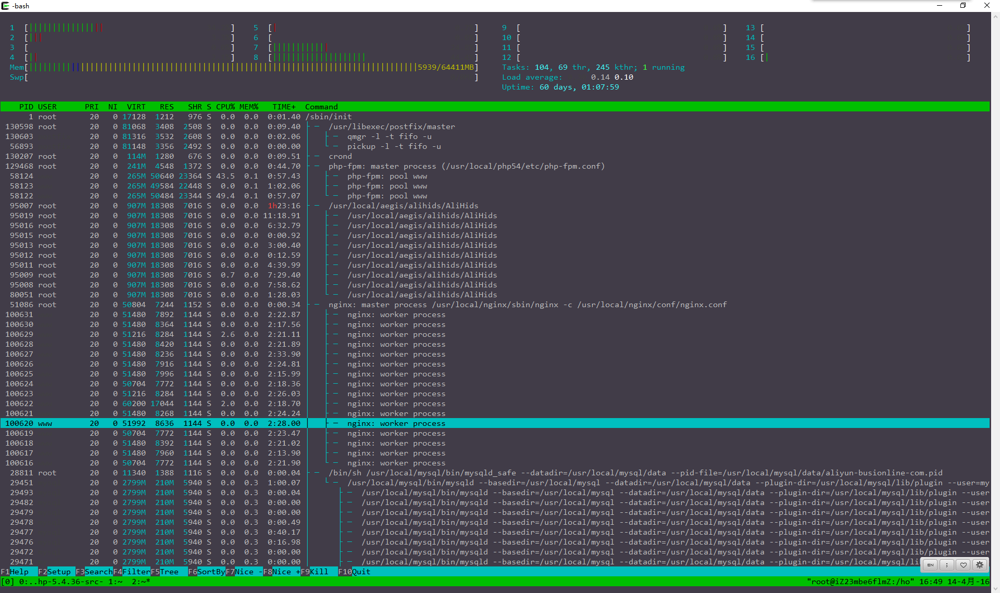 -bash
1 [ ] 5 [ ] 9 [ ] 13 [ ]
2 [ ] 6 [ ] 10 [ ] 14 [ ]
3 [ ] 7 [ ] 11 [ ] 15 [ ]
4 [ ] 8 [ ] 12 [ ] 16 [ ]
Mem[ 5939/64411MB] Tasks: 104, 69 thr, 245 kthr; 1 running
Swp[ ] Load average: 0.14 0.10
Uptime: 60 days, 01:07:59
PID USER PRI NI VIRT RES SHR S CPU% MEM% TIME+ Command
1 root 20 0 17128 1212 976 S 0.0 0.0 0:01.40 /sbin/init
130598 root 20 0 81068 3408 2508 S 0.0 0.0 0:09.40 ├─ /usr/libexec/postfix/master
130603 20 0 81316 3532 2608 S 0.0 0.0 0:02.06 │ ├─ qmgr -l -t fifo -u
56893 20 0 81148 3356 2492 S 0.0 0.0 0:00.00 │ └─ pickup -l -t fifo -u
130207 root 20 0 114M 1280 676 S 0.0 0.0 0:09.51 ├─ crond
129468 root 20 0 241M 4548 1372 S 0.0 0.0 0:44.70 ├─ php-fpm: master process (/usr/local/php54/etc/php-fpm.conf)
58124 20 0 265M 50640 23364 S 43.5 0.1 0:57.43 │ ├─ php-fpm: pool www
58123 20 0 265M 49584 22448 S 0.0 0.1 1:02.06 │ ├─ php-fpm: pool www
58122 20 0 265M 50484 23344 S 49.4 0.1 0:57.07 │ └─ php-fpm: pool www
95007 root 20 0 907M 18308 7016 S 0.0 0.0 1h23:16 ├─ /usr/local/aegis/alihids/AliHids
95019 root 20 0 907M 18308 7016 S 0.0 0.0 11:18.91 │ ├─ /usr/local/aegis/alihids/AliHids
95016 root 20 0 907M 18308 7016 S 0.0 0.0 6:32.79 │ ├─ /usr/local/aegis/alihids/AliHids
95015 root 20 0 907M 18308 7016 S 0.0 0.0 0:00.92 │ ├─ /usr/local/aegis/alihids/AliHids
95013 root 20 0 907M 18308 7016 S 0.0 0.0 3:00.40 │ ├─ /usr/local/aegis/alihids/AliHids
95012 root 20 0 907M 18308 7016 S 0.0 0.0 0:12.59 │ ├─ /usr/local/aegis/alihids/AliHids
95011 root 20 0 907M 18308 7016 S 0.0 0.0 4:39.99 │ ├─ /usr/local/aegis/alihids/AliHids
95009 root 20 0 907M 18308 7016 S 0.7 0.0 7:29.40 │ ├─ /usr/local/aegis/alihids/AliHids
95008 root 20 0 907M 18308 7016 S 0.0 0.0 7:58.62 │ ├─ /usr/local/aegis/alihids/AliHids
80051 root 20 0 907M 18308 7016 S 0.0 0.0 1:28.03 │ └─ /usr/local/aegis/alihids/AliHids
51086 root 20 0 50804 7244 1152 S 0.0 0.0 0:00.34 ├─ nginx: master process /usr/local/nginx/sbin/nginx -c /usr/local/nginx/conf/nginx.conf
100631 20 0 51480 7892 1144 S 0.0 0.0 2:22.87 │ ├─ nginx: worker process
100630 20 0 51480 8364 1144 S 0.0 0.0 2:17.56 │ ├─ nginx: worker process
100629 20 0 51216 8284 1144 S 2.6 0.0 2:21.11 │ ├─ nginx: worker process
100628 20 0 51480 8420 1144 S 0.0 0.0 2:21.89 │ ├─ nginx: worker process
100627 20 0 51480 8236 1144 S 0.0 0.0 2:33.90 │ ├─ nginx: worker process
100626 20 0 51480 7916 1144 S 0.0 0.0 2:24.81 │ ├─ nginx: worker process
100625 20 0 51480 7996 1144 S 0.0 0.0 2:15.99 │ ├─ nginx: worker process
100624 20 0 50704 7772 1144 S 0.0 0.0 2:18.36 │ ├─ nginx: worker process
100623 20 0 51216 8284 1144 S 0.0 0.0 2:26.03 │ ├─ nginx: worker process
100622 20 0 60200 17044 1144 S 2.0 0.0 2:18.70 │ ├─ nginx: worker process
100621 20 0 51480 8268 1144 S 0.0 0.0 2:24.24 │ ├─ nginx: worker process
100620 www 20 0 51992 8636 1144 S 0.0 0.0 2:28.00 │ ├─ nginx: worker process
100619 20 0 50704 7772 1144 S 0.0 0.0 2:23.47 │ ├─ nginx: worker process
100618 20 0 51480 8392 1144 S 0.0 0.0 2:21.02 │ ├─ nginx: worker process
100617 20 0 51480 7960 1144 S 0.0 0.0 2:13.90 │ ├─ nginx: worker process
100616 20 0 50704 7772 1144 S 0.0 0.0 2:21.90 │ └─ nginx: worker process
28811 root 20 0 11340 1388 1116 S 0.0 0.0 0:00.04 ├─ /bin/sh /usr/local/mysql/bin/mysqld_safe --datadir=/usr/local/mysql/data --pid-file=/usr/local/mysql/data/aliyun-busionline-com.pid
29451 20 0 2799M 210M 5940 S 0.0 0.3 1:00.07 │ └─ /usr/local/mysql/bin/mysqld --basedir=/usr/local/mysql --datadir=/usr/local/mysql/data --plugin-dir=/usr/local/mysql/lib/plugin --user=my
29493 20 0 2799M 210M 5940 S 0.0 0.3 0:00.04 │ ├─ /usr/local/mysql/bin/mysqld --basedir=/usr/local/mysql --datadir=/usr/local/mysql/data --plugin-dir=/usr/local/mysql/lib/plugin --user
29482 20 0 2799M 210M 5940 S 0.0 0.3 0:00.00 │ ├─ /usr/local/mysql/bin/mysqld --basedir=/usr/local/mysql --datadir=/usr/local/mysql/data --plugin-dir=/usr/local/mysql/lib/plugin --user
29479 20 0 2799M 210M 5940 S 0.0 0.3 0:00.00 │ ├─ /usr/local/mysql/bin/mysqld --basedir=/usr/local/mysql --datadir=/usr/local/mysql/data --plugin-dir=/usr/local/mysql/lib/plugin --user
29478 20 0 2799M 210M 5940 S 0.0 0.3 0:00.49 │ ├─ /usr/local/mysql/bin/mysqld --basedir=/usr/local/mysql --datadir=/usr/local/mysql/data --plugin-dir=/usr/local/mysql/lib/plugin --user
29477 20 0 2799M 210M 5940 S 0.0 0.3 0:40.17 │ ├─ /usr/local/mysql/bin/mysqld --basedir=/usr/local/mysql --datadir=/usr/local/mysql/data --plugin-dir=/usr/local/mysql/lib/plugin --user
29476 20 0 2799M 210M 5940 S 0.0 0.3 0:16.98 │ ├─ /usr/local/mysql/bin/mysqld --basedir=/usr/local/mysql --datadir=/usr/local/mysql/data --plugin-dir=/usr/local/mysql/lib/plugin --user
29472 20 0 2799M 210M 5940 S 0.0 0.3 0:00.00 │ ├─ /usr/local/mysql/bin/mysqld --basedir=/usr/local/mysql --datadir=/usr/local/mysql/data --plugin-dir=/usr/local/mysql/lib/plugin --user
29471 20 0 2799M 210M 5940 S 0.0 0.3 0:00.00 │ ├─ /usr/local/mysql/bin/mysqld --basedir=/usr/local/mysql --datadir=/usr/local/mysql/data --plugin-dir=/usr/local/mysql/li
EN ;
F1Help F2Setup F3SearchF4FilterF5Tree F6SortByF7Nice -F8Nice +F9Kill F10Quit
[0] 0:..hp-5.4.36-src- 1:~ 2:~* "root@iZ23mbe6flmZ:/ho" 16:49 14-4月-16